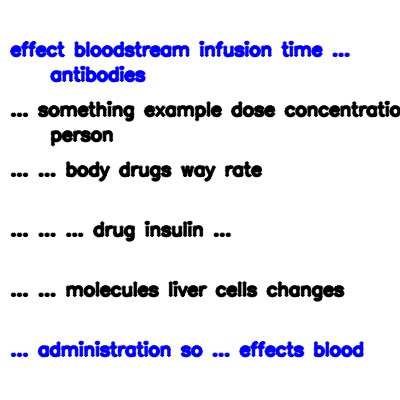 effect bloodstream infusion time ...
antibodies
... something example dose
person
... ... body drugs way rate
... ... ... drug insulin ...
... ... molecules liver cells changes
... administration so ... effects blood